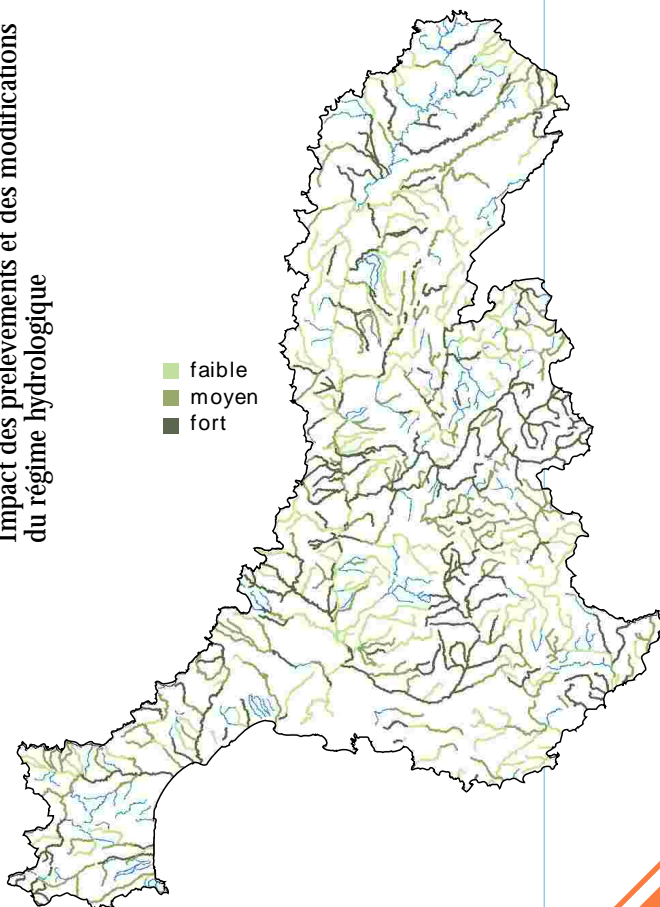 Impact des prélèvements et des modifications
du régime hydrologique
faible
moyen
fort